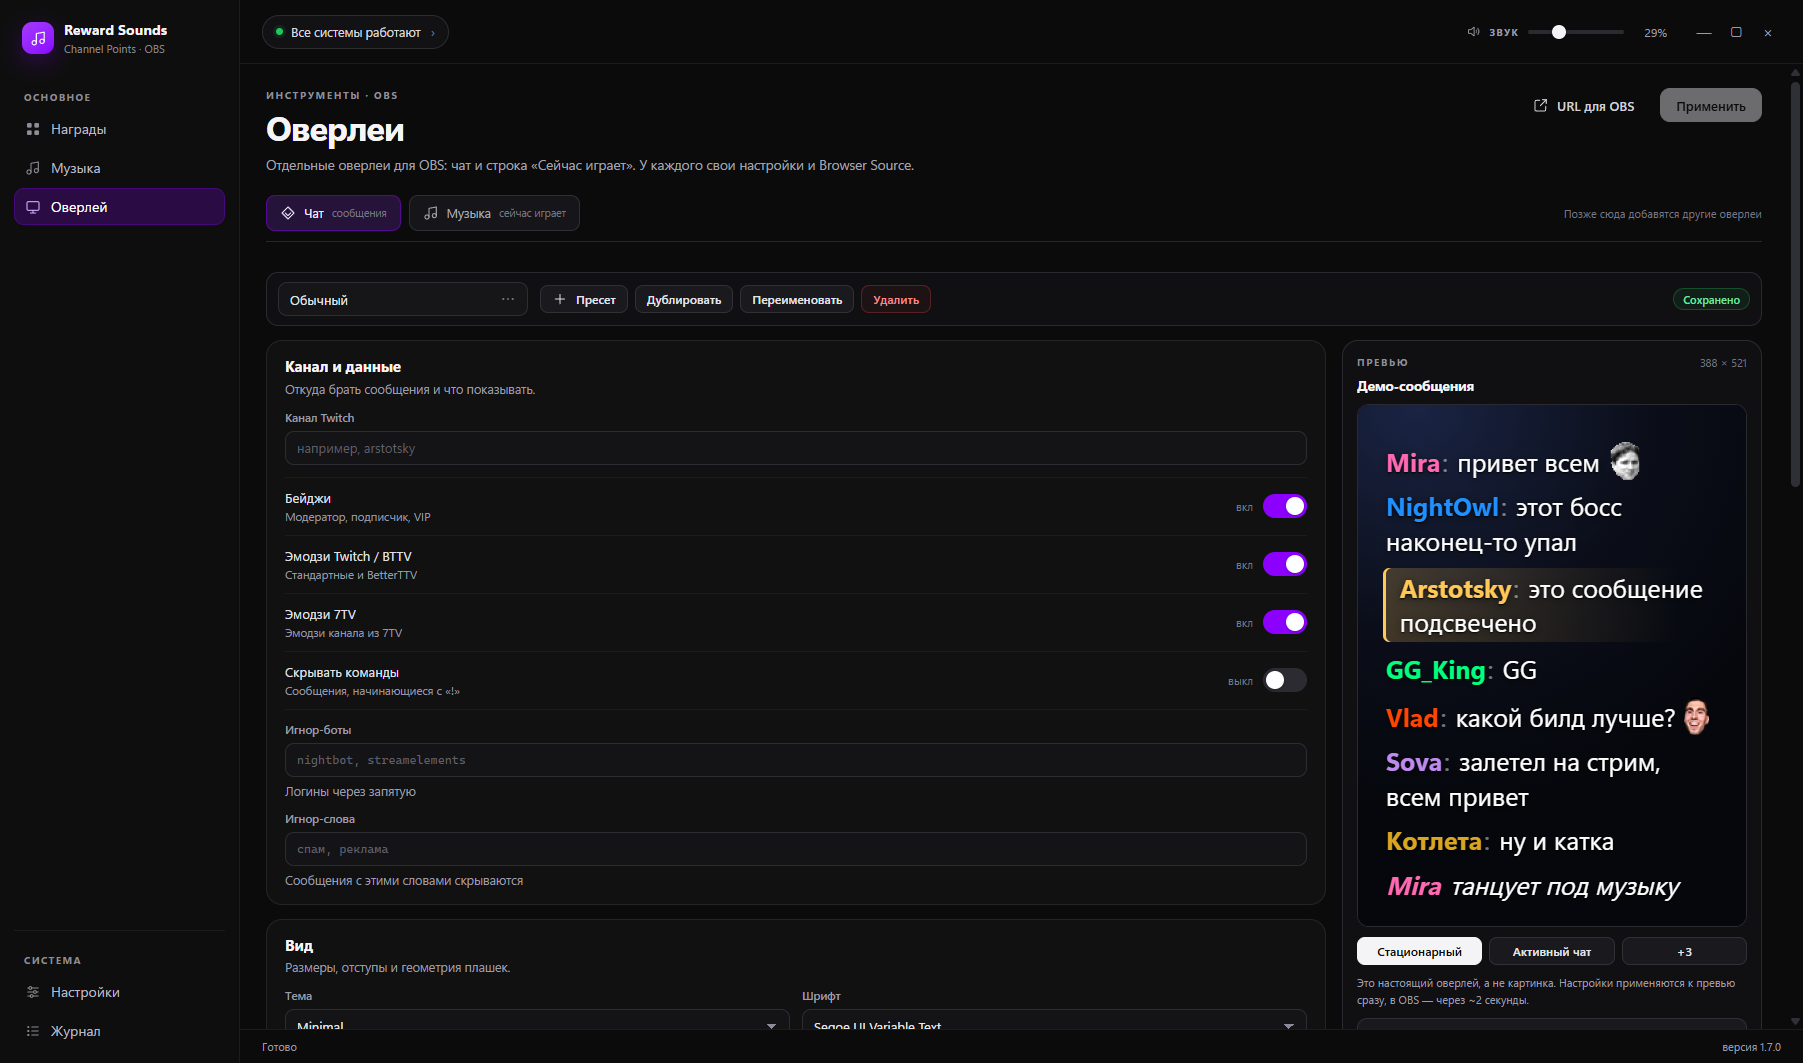 Reward Sounds
Channel Points · OBS
ОСНОВНОЕ
Награды
Музыка
Оверлей
СИСТЕМА
Настройки
Журнал
Все системы работают ›
ЗВУК
29%
ИНСТРУМЕНТЫ · OBS
Оверлеи
Отдельные оверлеи для OBS: чат и строка «Сейчас играет». У каждого свои настройки и Browser Source.
URL для OBS
Применить
Чат сообщения
Музыка сейчас играет
Позже сюда добавятся другие оверлеи
Обычный ···
+ Пресет
Дублировать
Переименовать
Удалить
Сохранено
Канал и данные
Откуда брать сообщения и что показывать.
Канал Twitch
например, arstotsky
Бейджи
Модератор, подписчик, VIP
вкл
Эмодзи Twitch / BTTV
Стандартные и BetterTTV
вкл
Эмодзи 7TV
Эмодзи канала из 7TV
вкл
Скрывать команды
Сообщения, начинающиеся с «!»
выкл
Игнор-боты
nightbot, streamelements
Логины через запятую
Игнор-слова
спам, реклама
Сообщения с этими словами скрываются
Вид
Размеры, отступы и геометрия плашек.
Тема
Minimal
Шрифт
Segoe UI Variable Text
ПРЕВЬЮ
388 × 521
Демо-сообщения
Mira: привет всем
NightOwl: этот босс
наконец-то упал
Arstotsky: это сообщение
подсвечено
GG_King: GG
Vlad: какой билд лучше?
Sova: залетел на стрим,
всем привет
Котлета: ну и катка
Mira танцует под музыку
Стационарный
Активный чат
+3
Это настоящий оверлей, а не картинка. Настройки применяются к превью
сразу, в OBS — через ~2 секунды.
Готово
версия 1.7.0